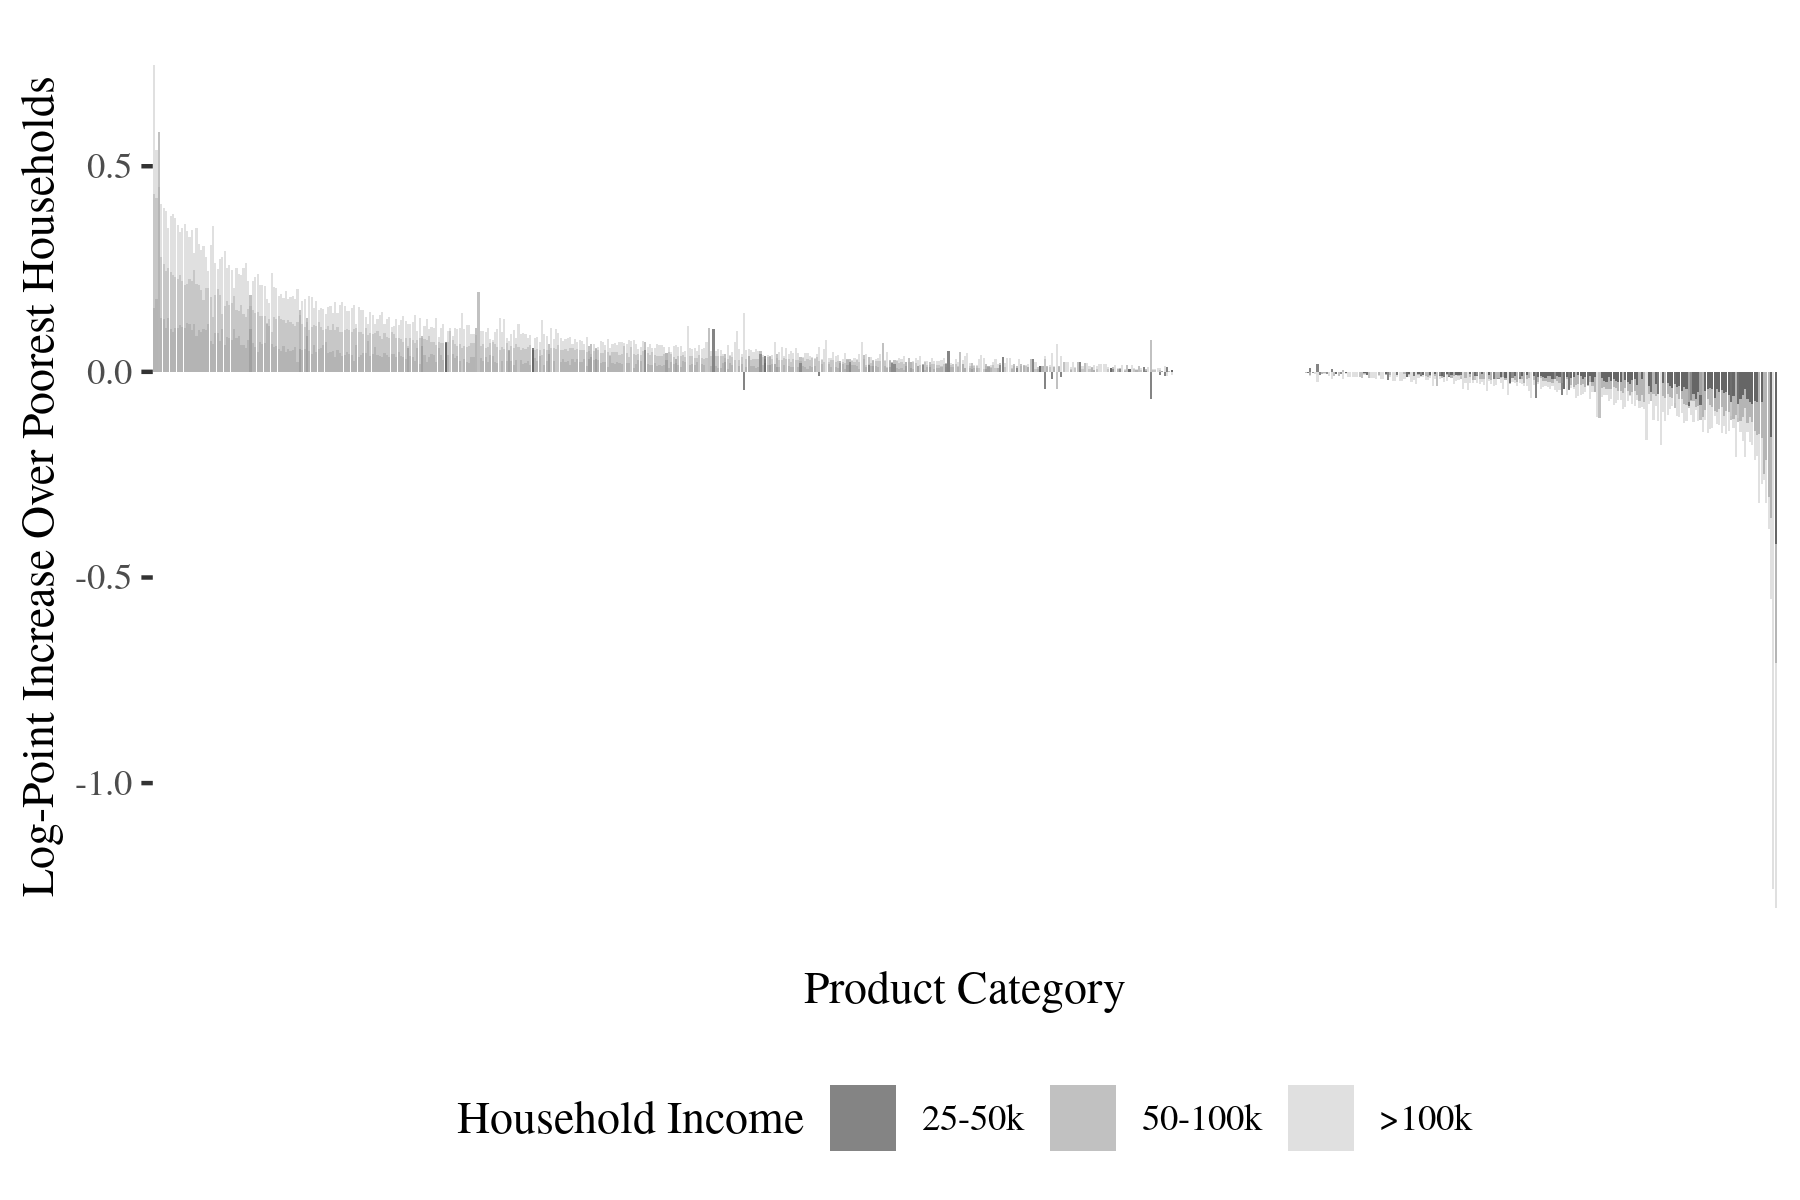 Log-Point Increase Over Poorest Households
0.5
0.0
-0.5
-1.0
Product Category
Household Income 25-50k 50-100k >100k